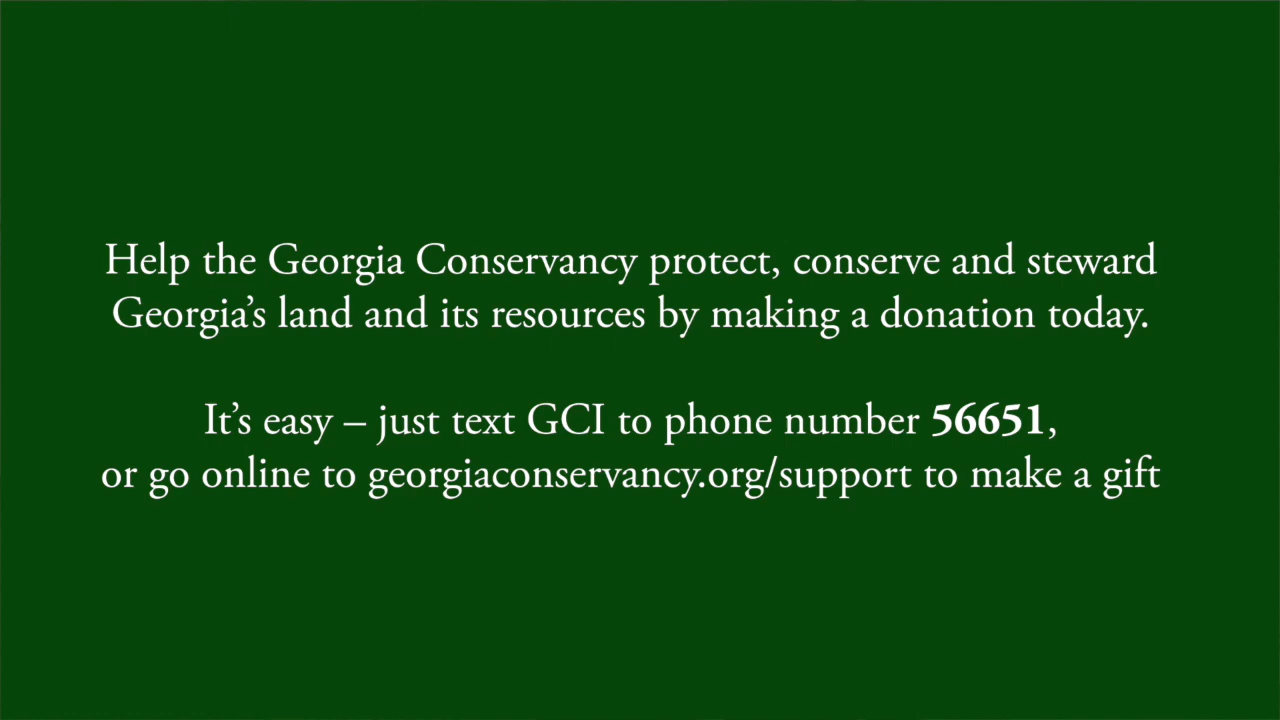 Help the Georgia Conservancy protect, conserve and steward
Georgia’s land and its resources by making a donation today.
It’s easy – just text GCI to phone number 56651,
or go online to georgiaconservancy.org/support to make a gift